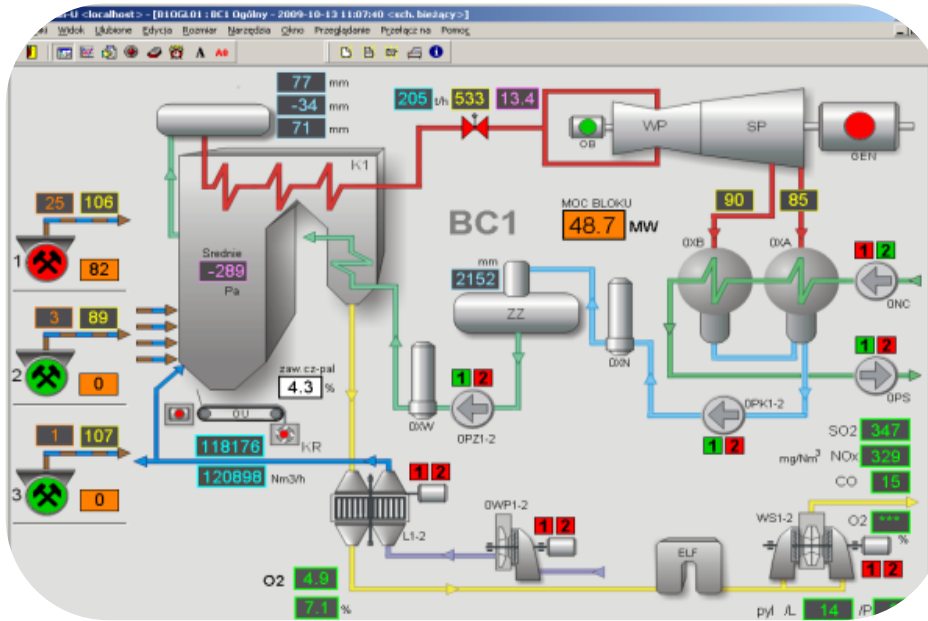 <localhost> - [B1OGL01 : BC1 Ogólny - 2009-10-13 11:07:40 <sch. bieżący>]
Widok Ulubione Edycja Rozmiar Narzędzia Okno Przeglądanie Przełącz na Pomoc
A
77 mm
-34 mm
71 mm
205 t/h 533 13.4
K1
WP SP
OB
GEN
25 106
1
82
BC1
MOC BLOKU
48.7 MW
90 85
Srednie
-289
Pa
mm
2152
ZZ
0XB 0XA
1 2
0NC
3 89
2
0
zaw.cz-pal
4.3 %
1 2
0XW
0PZ1-2
0XN
1 2
0PS
0PK1-2
1 2
OU
KR
1 107
3
0
118176
120898 Nm3/h
SO2 347
mg/Nm³ NOx 329
CO 15
1 2
L1-2
0WP1-2
1 2
WS1-2
O2 ***
%
1 2
ELF
O2 4.9
7.1 %
pył /L 14 /P